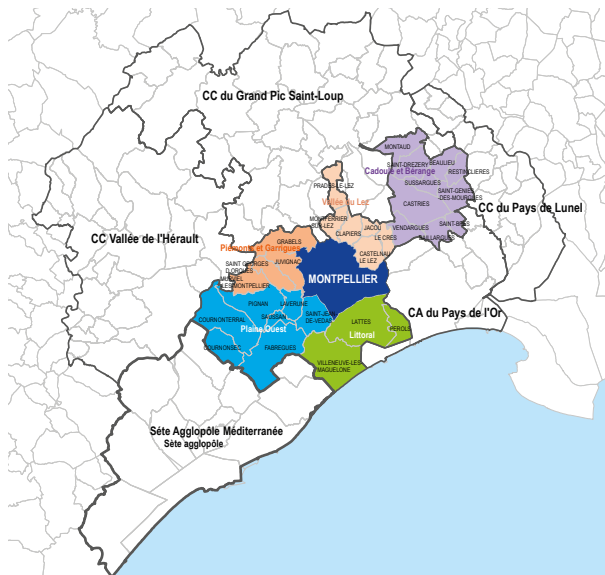 CC du Grand Pic Saint-Loup
MONTAUD
SAINT-DREZERY
BEAULIEU
Cadoule et Bérange
RESTINCLIERES
SUSSARGUES
SAINT-GENIES
-DES-MOURGUES
PRADES-LE-LEZ
Vallée du Lez
CASTRIES
CC du Pays de Lunel
MONTFERRIER
-SUR-LEZ
CLAPIERS
JACOU
LE CRES
VENDARGUES
SAINT-BRES
BAILLARGUES
CC Vallée de l'Hérault
Piémonts et Garrigues
GRABELS
JUVIGNAC
SAINT GEORGES
D'ORQUES
CASTELNAU
LE LEZ
MURVIEL
LES MONTPELLIER
MONTPELLIER
PIGNAN
LAVERUNE
COURNONTERRAL
SAUSSAN
SAINT-JEAN
DE-VEDAS
Plaine Ouest
COURNONSEC
FABREGUES
LATTES
PEROLS
Littoral
CA du Pays de l'Or
VILLENEUVE-LES-
MAGUELONE
Séte Agglopôle Méditerranée
Sète agglopôle